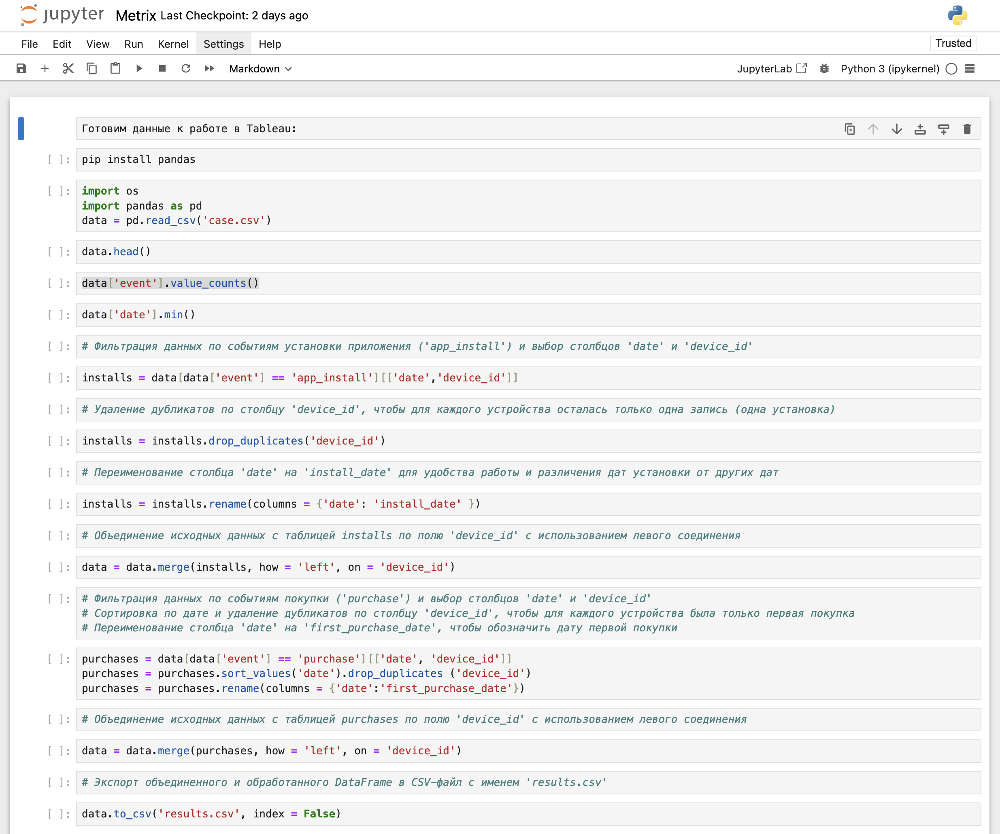 jupyter Metrix Last Checkpoint: 2 days ago
File Edit View Run Kernel Settings Help Trusted
Markdown JupyterLab Python 3 (ipykernel)
Готовим данные к работе в Tableau:
[ ]: pip install pandas
[ ]: import os
import pandas as pd
data = pd.read_csv('case.csv')
[ ]: data.head()
[ ]: data['event'].value_counts()
[ ]: data['date'].min()
[ ]: # Фильтрация данных по событиям установки приложения ('app_install') и выбор столбцов 'date' и 'device_id'
[ ]: installs = data[data['event'] == 'app_install'][['date','device_id']]
[ ]: # Удаление дубликатов по столбцу 'device_id', чтобы для каждого устройства осталась только одна запись (одна установка)
[ ]: installs = installs.drop_duplicates('device_id')
[ ]: # Переименование столбца 'date' на 'install_date' для удобства работы и различения дат установки от других дат
[ ]: installs = installs.rename(columns = {'date': 'install_date' })
[ ]: # Объединение исходных данных с таблицей installs по полю 'device_id' с использованием левого соединения
[ ]: data = data.merge(installs, how = 'left', on = 'device_id')
[ ]: # Фильтрация данных по событиям покупки ('purchase') и выбор столбцов 'date' и 'device_id'
# Сортировка по дате и удаление дубликатов по столбцу 'device_id', чтобы для каждого устройства была только первая покупка
# Переименование столбца 'date' на 'first_purchase_date', чтобы обозначить дату первой покупки
[ ]: purchases = data[data['event'] == 'purchase'][['date', 'device_id']]
purchases = purchases.sort_values('date').drop_duplicates ('device_id')
purchases = purchases.rename(columns = {'date':'first_purchase_date'})
[ ]: # Объединение исходных данных с таблицей purchases по полю 'device_id' с использованием левого соединения
[ ]: data = data.merge(purchases, how = 'left', on = 'device_id')
[ ]: # Экспорт объединенного и обработанного DataFrame в CSV-файл с именем 'results.csv'
[ ]: data.to_csv('results.csv', index = False)